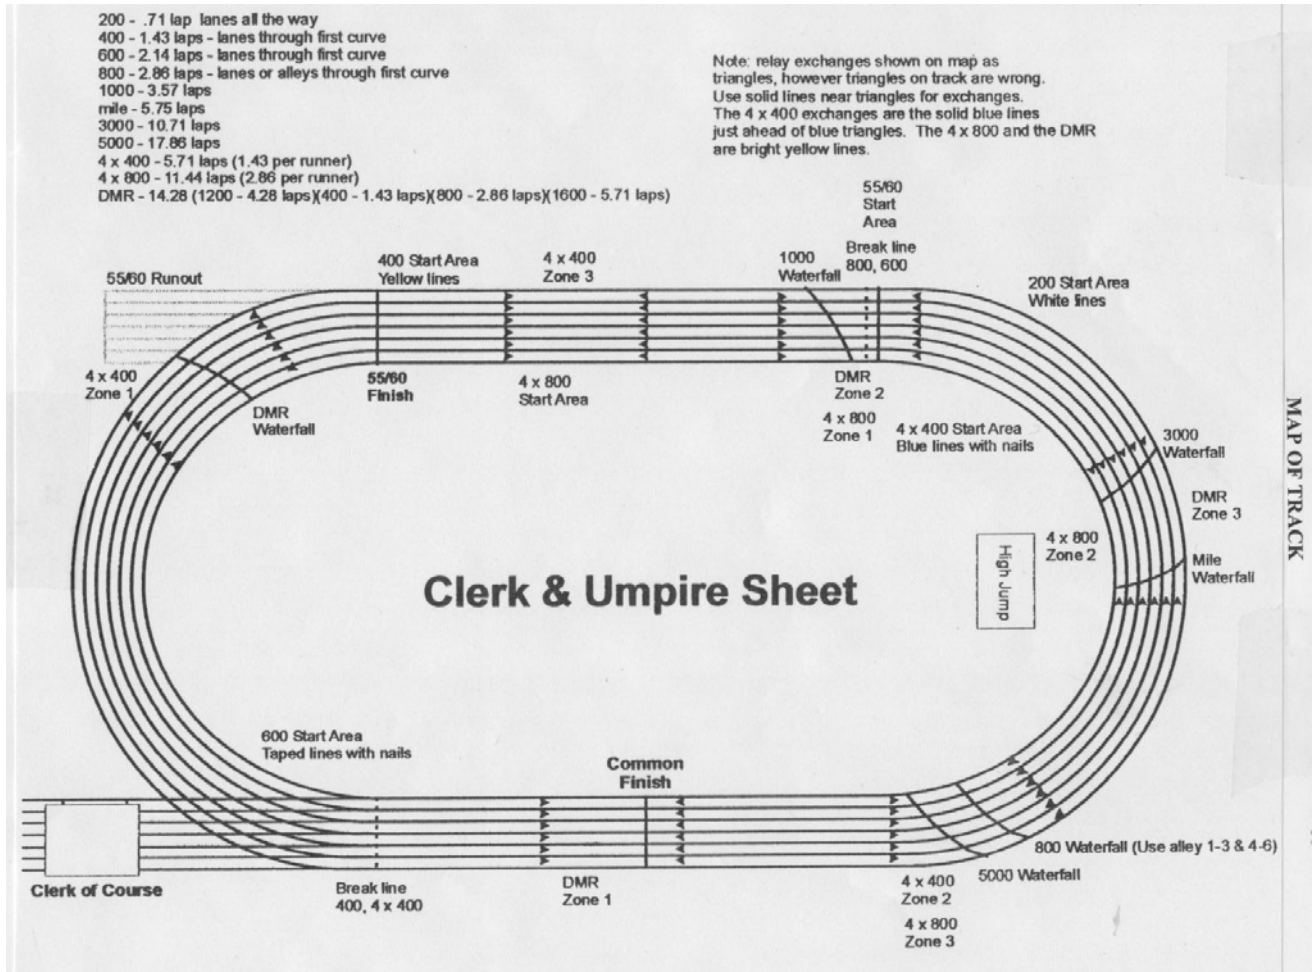 200 - .71 lap lanes all the way
400 - 1.43 laps - lanes through first curve
600 - 2.14 laps - lanes through first curve
800 - 2.86 laps - lanes or alleys through first curve
1000 - 3.57 laps
mile - 5.75 laps
3000 - 10.71 laps
5000 - 17.86 laps
4 x 400 - 5.71 laps (1.43 per runner)
4 x 800 - 11.44 laps (2.86 per runner)
DMR - 14.28 (1200 - 4.28 laps)(400 - 1.43 laps)(800 - 2.86 laps)(1600 - 5.71 laps)
Note: relay exchanges shown on map as
triangles, however triangles on track are wrong.
Use solid lines near triangles for exchanges.
The 4 x 400 exchanges are the solid blue lines
just ahead of blue triangles. The 4 x 800 and the DMR
are bright yellow lines.
55/60
Start
Area
Break line
800, 600
1000
Waterfall
4 x 400
Zone 3
400 Start Area
Yellow lines
55/60 Runout
200 Start Area
White lines
4 x 400
Zone 1
DMR
Waterfall
55/60
Finish
4 x 800
Start Area
DMR
Zone 2
4 x 800
Zone 1
4 x 400 Start Area
Blue lines with nails
3000
Waterfall
DMR
Zone 3
4 x 800
Zone 2
Mile
Waterfall
High Jump
MAP OF TRACK
Clerk & Umpire Sheet
600 Start Area
Taped lines with nails
Common
Finish
Clerk of Course
Break line
400, 4 x 400
DMR
Zone 1
4 x 400
Zone 2
4 x 800
Zone 3
800 Waterfall (Use alley 1-3 & 4-6)
5000 Waterfall